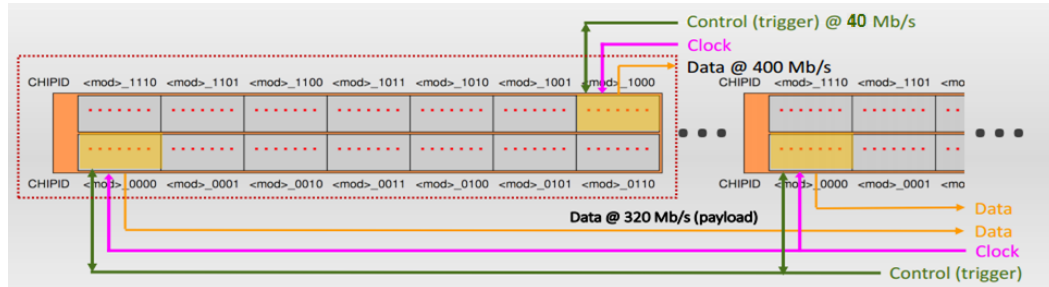 Control (trigger) @ 40 Mb/s
Clock
Data @ 400 Mb/s
CHIPID <mod>_1110 <mod>_1101 <mod>_1100 <mod>_1011 <mod>_1010 <mod>_1001 <mod>_1000 CHIPID <mod>_1110 <mod>_1101 <mo
CHIPID <mod>_0000 <mod>_0001 <mod>_0010 <mod>_0011 <mod>_0100 <mod>_0101 <mod>_0110 CHIPID <mod>_0000 <mod>_0001 <mo
Data
Data @ 320 Mb/s (payload)
Data
Clock
Control (trigger)